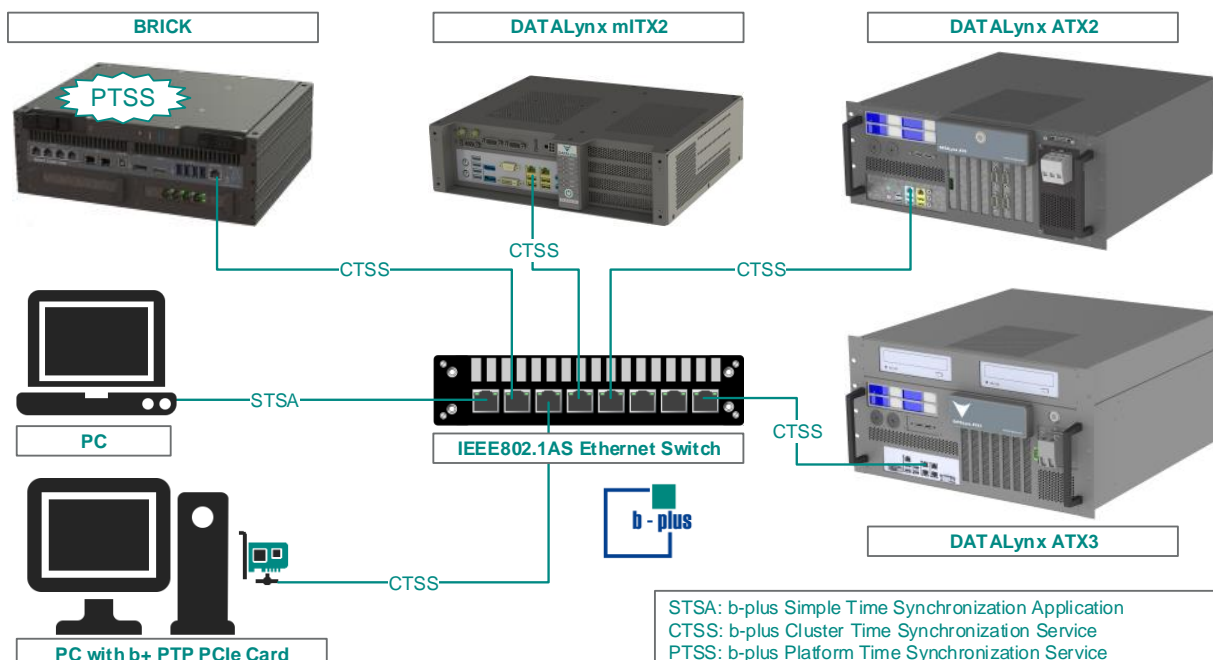 BRICK
DATALynx mITX2
DATALynx ATX2
PTSS
CTSS
CTSS
CTSS
STSA
CTSS
PC
IEEE802.1AS Ethernet Switch
b - plus
DATALynx ATX3
CTSS
PC with b+ PTP PCIe Card
STSA: b-plus Simple Time Synchronization Application
CTSS: b-plus Cluster Time Synchronization Service
PTSS: b-plus Platform Time Synchronization Service